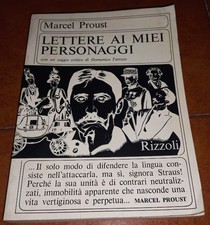 Marcel Proust
LETTERE AI MIEI
PERSONAGGI
con un saggio critico di Domenico Tarizzo
Rizzoli
...Il solo modo di difendere la lingua con-
siste nell'attaccarla, ma sì, signora Straus!
Perché la sua unità è di contrari neutraliz-
zati, immobilità apparente che nasconde una
vita vertiginosa e perpetua... MARCEL PROUST